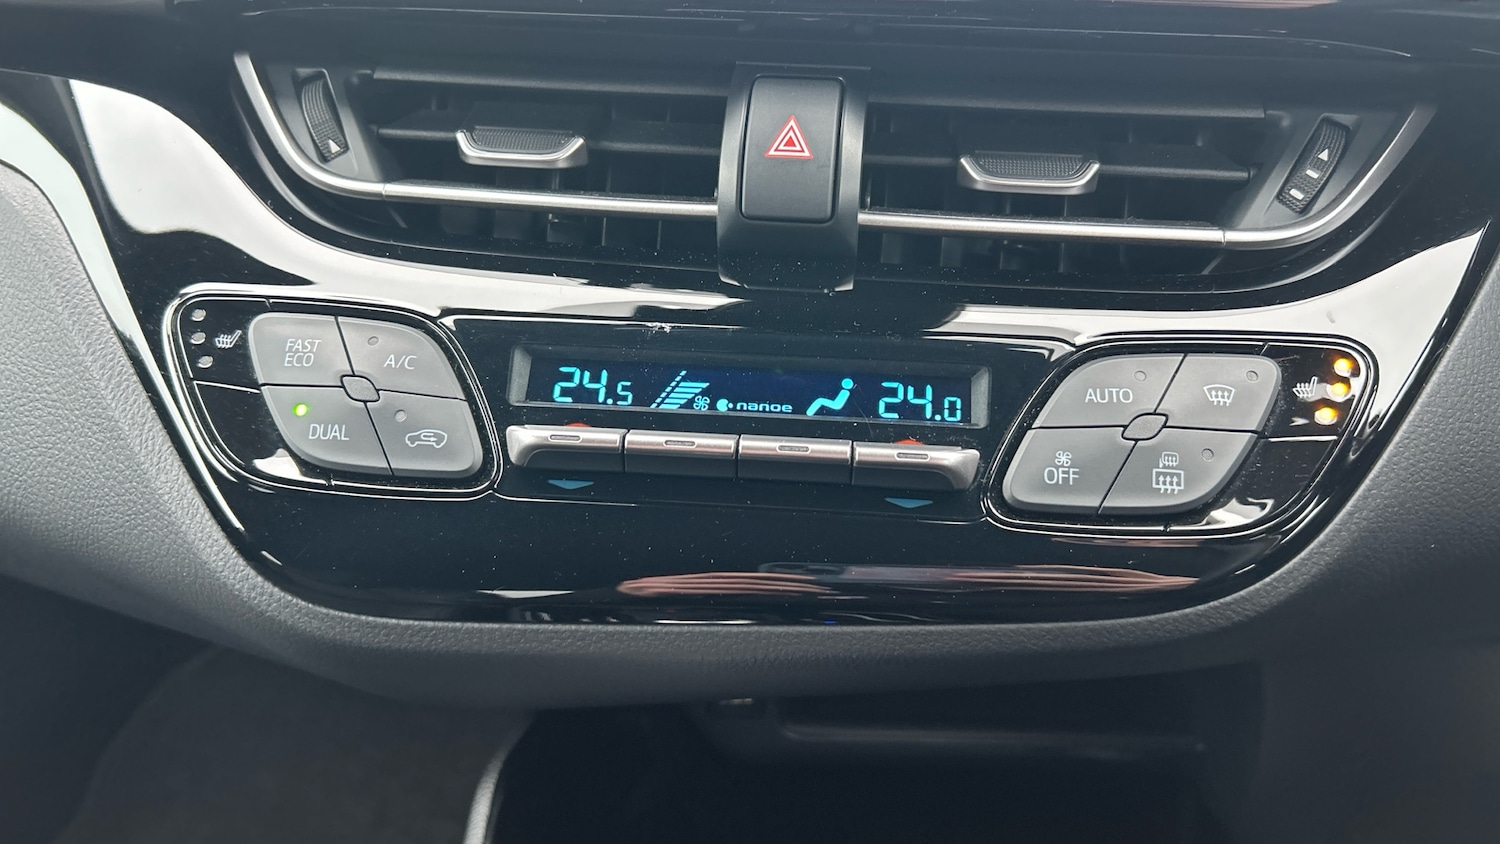 FAST
ECO
A/C
DUAL
24.5
nanoe
24.0
AUTO
OFF